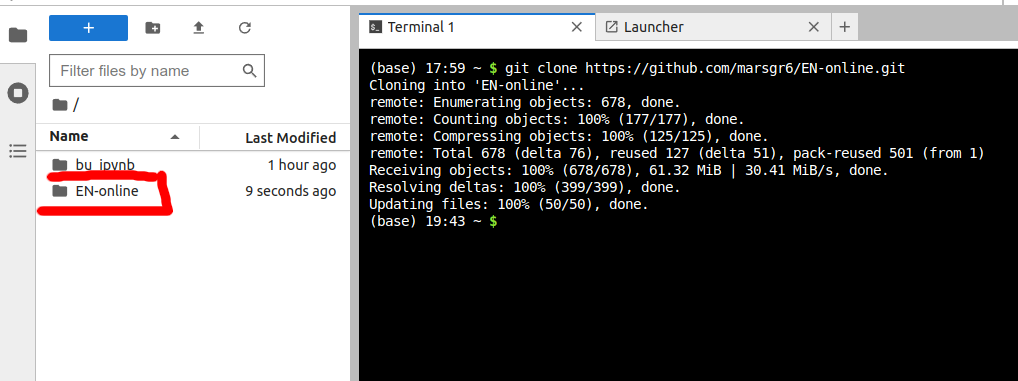 +
Terminal 1
Launcher
+
Filter files by name
/
Name
Last Modified
bu_ipynb
1 hour ago
EN-online
9 seconds ago
(base) 17:59 ~ $ git clone https://github.com/marsgr6/EN-online.git
Cloning into 'EN-online'...
remote: Enumerating objects: 678, done.
remote: Counting objects: 100% (177/177), done.
remote: Compressing objects: 100% (125/125), done.
remote: Total 678 (delta 76), reused 127 (delta 51), pack-reused 501 (from 1)
Receiving objects: 100% (678/678), 61.32 MiB | 30.41 MiB/s, done.
Resolving deltas: 100% (399/399), done.
Updating files: 100% (50/50), done.
(base) 19:43 ~ $